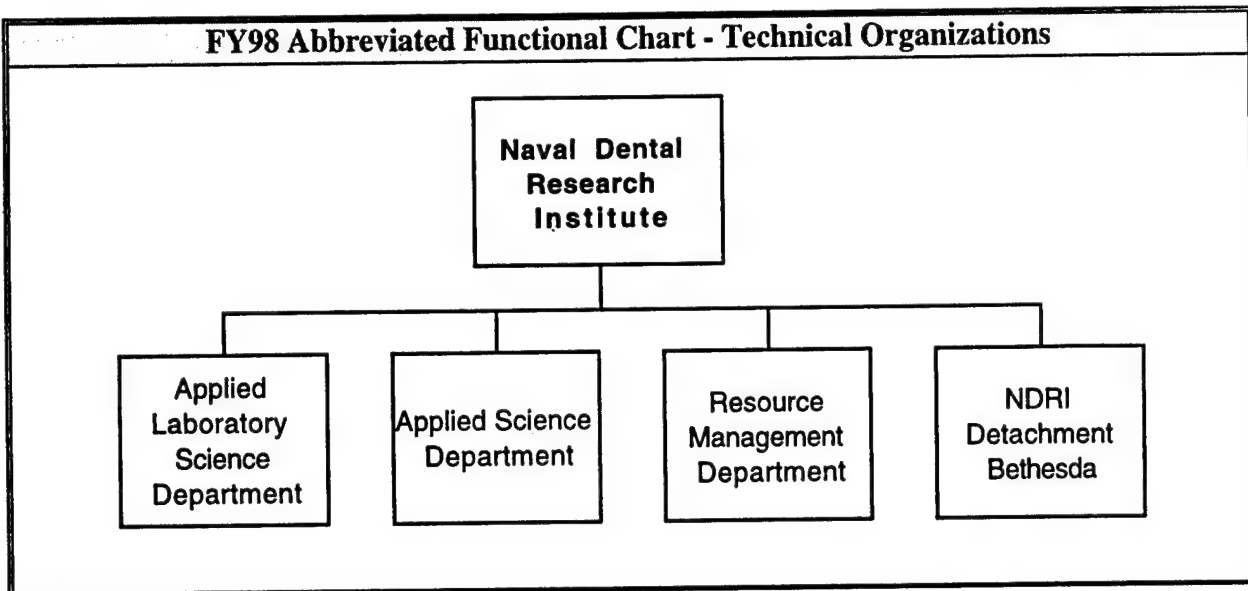 FY98 Abbreviated Functional Chart - Technical Organizations
Naval Dental
Research
Institute
Applied
Laboratory
Science
Department
Applied Science
Department
Resource
Management
Department
NDRI
Detachment
Bethesda